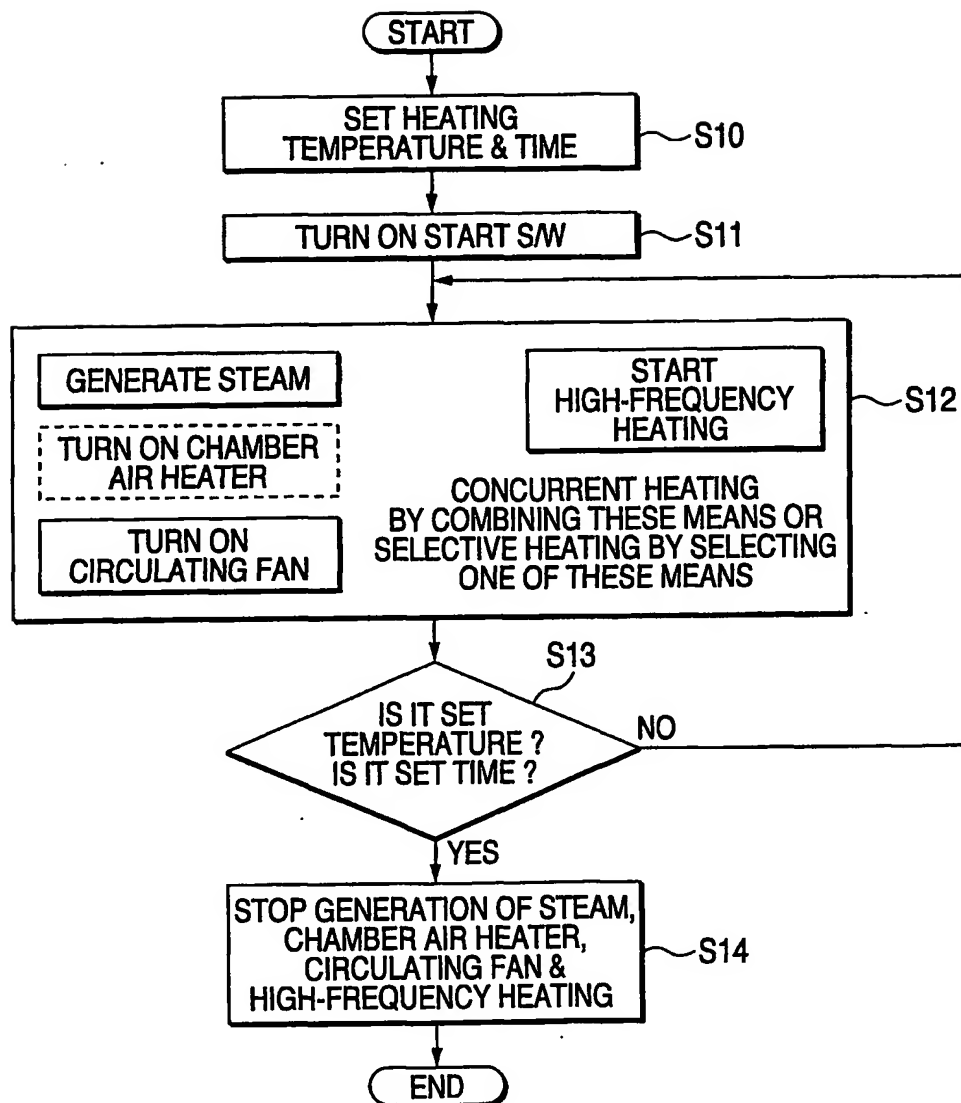 START
SET HEATING
TEMPERATURE & TIME
S10
TURN ON START S/W
S11
GENERATE STEAM
START
HIGH-FREQUENCY
HEATING
S12
TURN ON CHAMBER
AIR HEATER
TURN ON
CIRCULATING FAN
CONCURRENT HEATING
BY COMBINING THESE MEANS OR
SELECTIVE HEATING BY SELECTING
ONE OF THESE MEANS
S13
IS IT SET
TEMPERATURE ?
IS IT SET TIME ?
NO
YES
STOP GENERATION OF STEAM,
CHAMBER AIR HEATER,
CIRCULATING FAN &
HIGH-FREQUENCY HEATING
S14
END